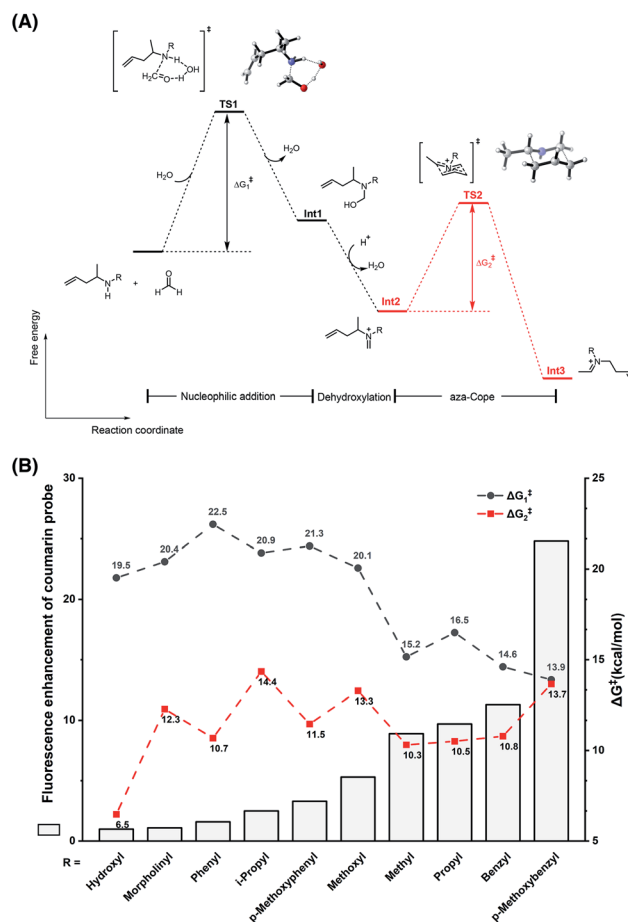 (A)
R
‡
N
H
OH
H₂C
O
H
TS1
H₂O
H₂O
ΔG₁‡
R
N
HO
Int1
H⁺
H₂O
R
N
H
+
O
H
H
Int2
R
N
+
R
N
‡
TS2
ΔG₂‡
Int3
R
N
+
Free energy
Nucleophilic addition
Dehydroxylation
aza-Cope
Reaction coordinate
(B)
Fluorescence enhancement of coumarin probe
30
20
10
0
ΔG₁‡
ΔG₂‡
25
20
15
10
5
ΔG‡(kcal/mol)
19.5
20.4
22.5
20.9
21.3
20.1
15.2
16.5
14.6
13.9
6.5
12.3
10.7
14.4
11.5
13.3
10.3
10.5
10.8
13.7
R =
Hydroxyl
Morpholinyl
Phenyl
i-Propyl
p-Methoxyphenyl
Methoxyl
Methyl
Propyl
Benzyl
p-Methoxybenzyl